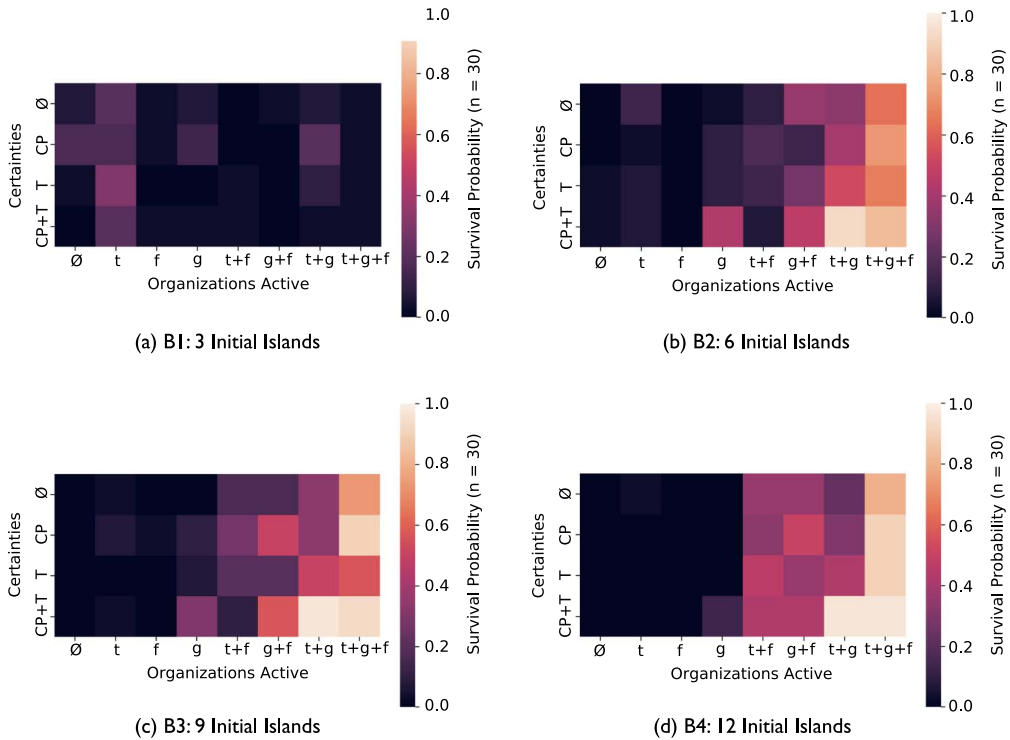 1.0
0.8
0.6
0.4
0.2
0.0
Survival Probability (n = 30)
Certainties
Ø
CP
T
CP+T
Ø t f g t+f g+f t+g t+g+f
Organizations Active
(a) B1: 3 Initial Islands
1.0
0.8
0.6
0.4
0.2
0.0
Survival Probability (n = 30)
Certainties
Ø
CP
T
CP+T
Ø t f g t+f g+f t+g t+g+f
Organizations Active
(b) B2: 6 Initial Islands
1.0
0.8
0.6
0.4
0.2
0.0
Survival Probability (n = 30)
Certainties
Ø
CP
T
CP+T
Ø t f g t+f g+f t+g t+g+f
Organizations Active
(c) B3: 9 Initial Islands
1.0
0.8
0.6
0.4
0.2
0.0
Survival Probability (n = 30)
Certainties
Ø
CP
T
CP+T
Ø t f g t+f g+f t+g t+g+f
Organizations Active
(d) B4: 12 Initial Islands